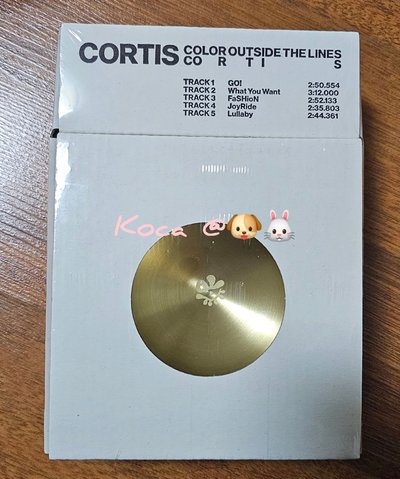 CORTIS COLOR OUTSIDE THE LINES
CO R T I S
TRACK 1 GO! 2:50.554
TRACK 2 What You Want 3:12.000
TRACK 3 FaSHioN 2:52.133
TRACK 4 JoyRide 2:35.803
TRACK 5 Lullaby 2:44.361
Koca @🐶🐰